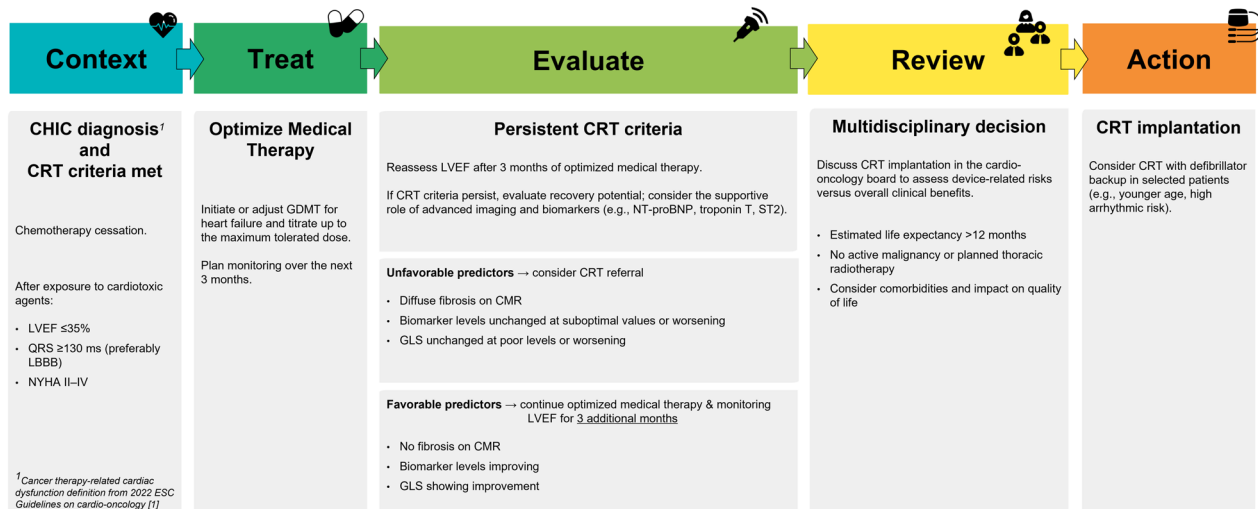 Context
Treat
Evaluate
Review
Action
CHIC diagnosis1
and
CRT criteria met
Chemotherapy cessation.
After exposure to cardiotoxic
agents:
• LVEF ≤35%
• QRS ≥130 ms (preferably
LBBB)
• NYHA II–IV
1Cancer therapy-related cardiac
dysfunction definition from 2022 ESC
Guidelines on cardio-oncology [1]
Optimize Medical
Therapy
Initiate or adjust GDMT for
heart failure and titrate up to
the maximum tolerated dose.
Plan monitoring over the next
3 months.
Persistent CRT criteria
Reassess LVEF after 3 months of optimized medical therapy.
If CRT criteria persist, evaluate recovery potential; consider the supportive
role of advanced imaging and biomarkers (e.g., NT-proBNP, troponin T, ST2).
Unfavorable predictors → consider CRT referral
• Diffuse fibrosis on CMR
• Biomarker levels unchanged at suboptimal values or worsening
• GLS unchanged at poor levels or worsening
Favorable predictors → continue optimized medical therapy & monitoring
LVEF for 3 additional months
• No fibrosis on CMR
• Biomarker levels improving
• GLS showing improvement
Multidisciplinary decision
Discuss CRT implantation in the cardio-
oncology board to assess device-related risks
versus overall clinical benefits.
• Estimated life expectancy >12 months
• No active malignancy or planned thoracic
radiotherapy
• Consider comorbidities and impact on quality
of life
CRT implantation
Consider CRT with defibrillator
backup in selected patients
(e.g., younger age, high
arrhythmic risk).